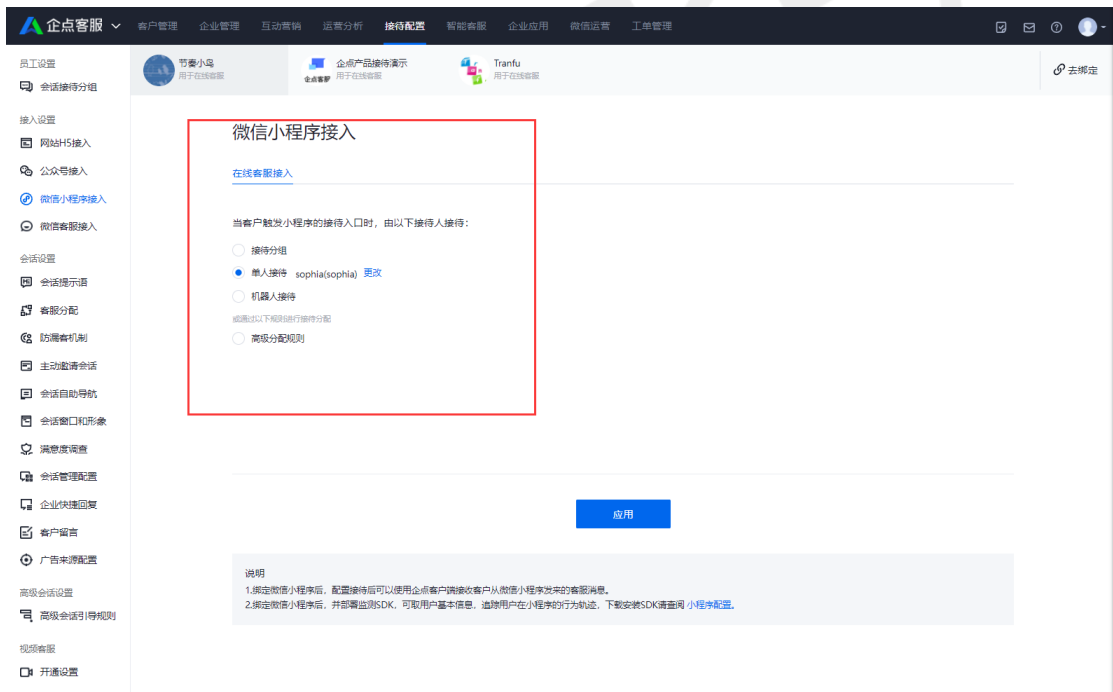 企点客服 客户管理 企业管理 互动营销 运营分析 接待配置 智能客服 企业应用 微信运营 工单管理
节奏小鸟
用于在线客服
企点客服
企点产品接待演示
用于在线客服
Tranfu
用于在线客服
去绑定
员工设置
会话接待分组
接入设置
网站H5接入
公众号接入
微信小程序接入
微信客服接入
会话设置
会话提示语
客服分配
防漏客机制
主动邀请会话
会话自助导航
会话窗口和形象
满意度调查
会话管理配置
企业快捷回复
客户留言
广告来源配置
高级会话设置
高级会话引导规则
视频客服
开通设置
微信小程序接入
在线客服接入
当客户触发小程序的接待入口时，由以下接待人接待：
接待分组
单人接待 sophia(sophia) 更改
机器人接待
或通过以下规则进行接待分配
高级分配规则
应用
说明
1.绑定微信小程序后，配置接待后可以使用企点客户端接收客户从微信小程序发来的客服消息。
2.绑定微信小程序后，并部署监测SDK，可取用户基本信息，追踪用户在小程序的行为轨迹，下载安装SDK请查阅 小程序配置。